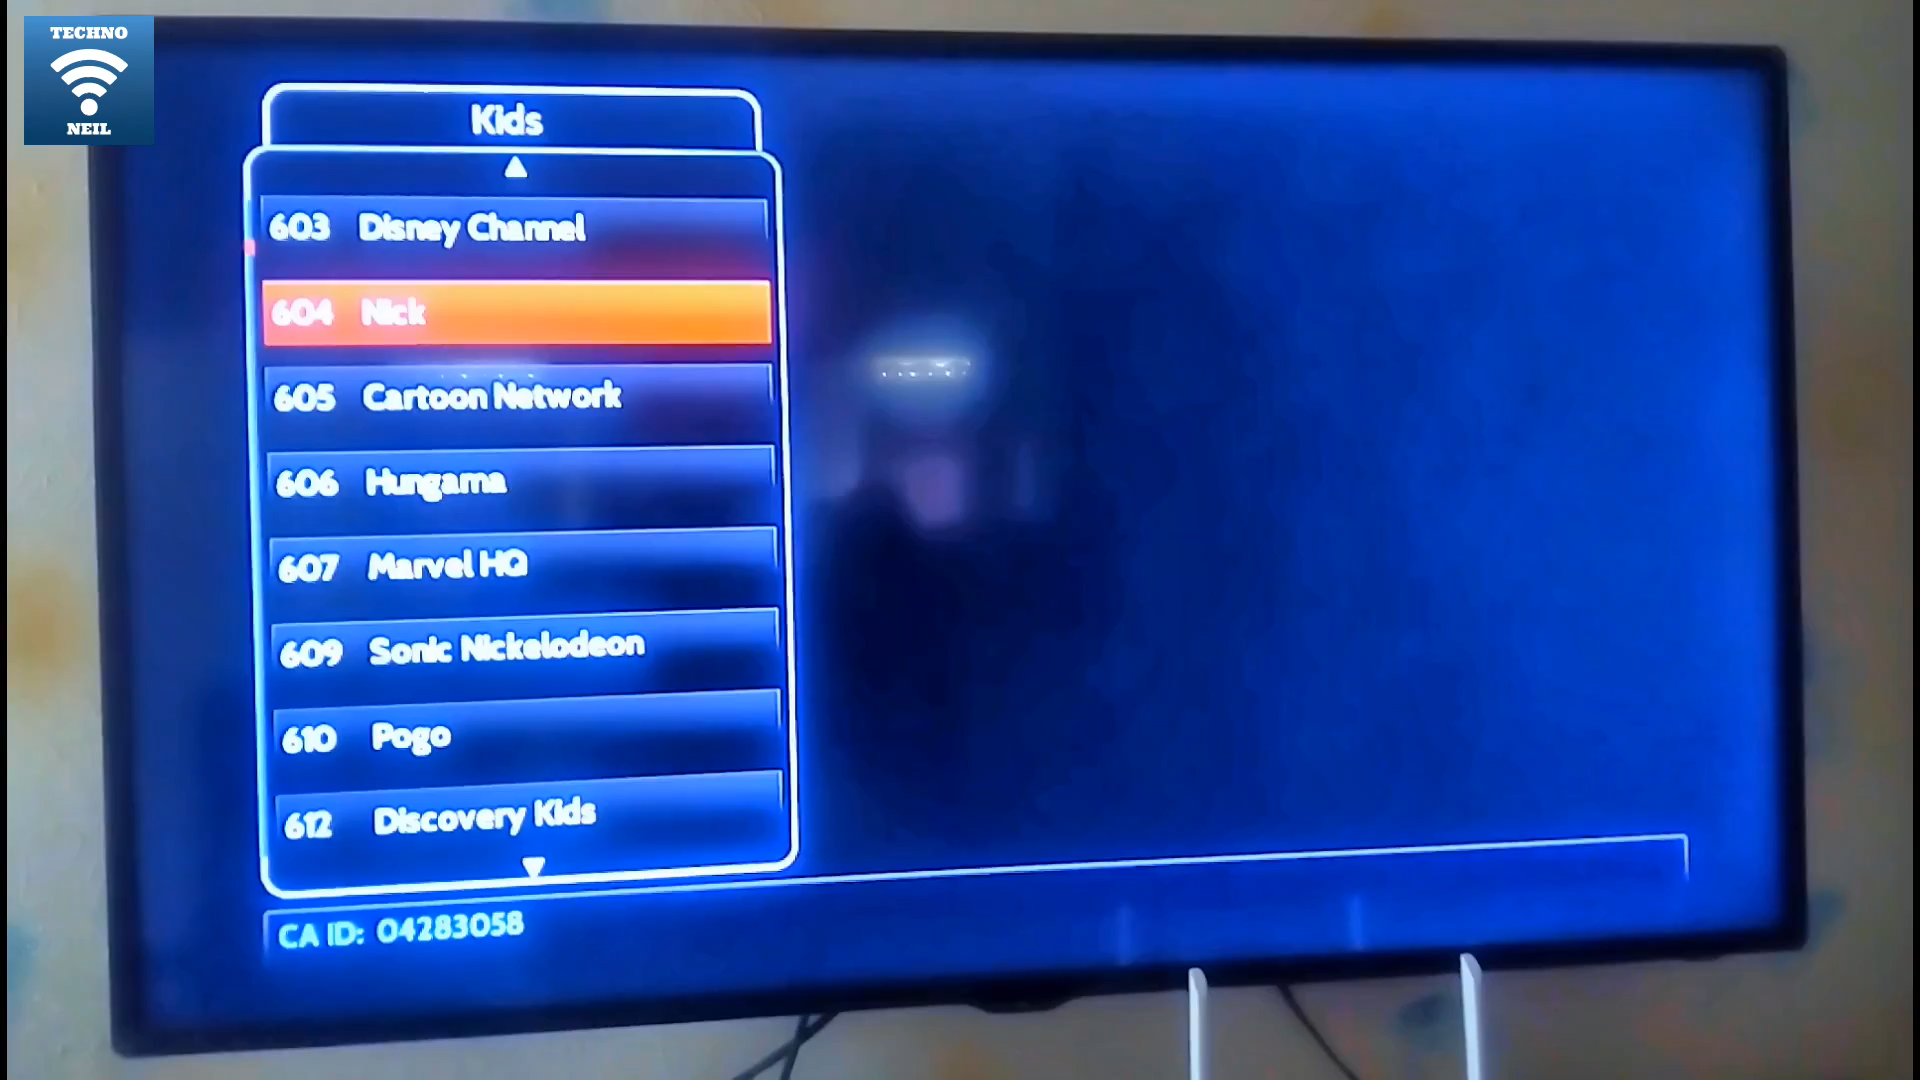 TECHNO
NEIL
Kids
603 Disney Channel
604 Nick
605 Cartoon Network
606 Hungama
607 Marvel HQ
609 Sonic Nickelodeon
610 Pogo
612 Discovery Kids
CA ID: 04283058